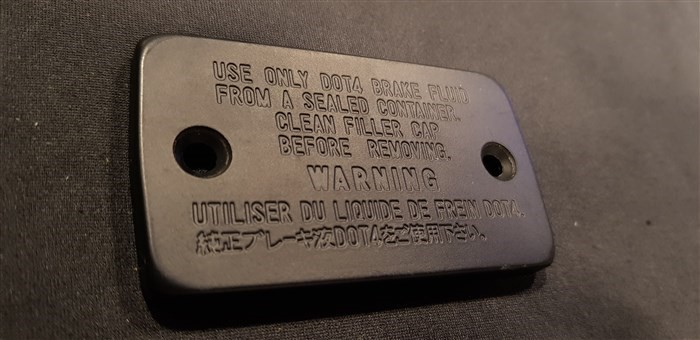 USE ONLY DOT4 BRAKE FLUID
FROM A SEALED CONTAINER.
CLEAN FILLER CAP
BEFORE REMOVING.
WARNING
UTILISER DU LIQUIDE DE FREIN DOT4.
純正ブレーキ液DOT4をご使用下さい.